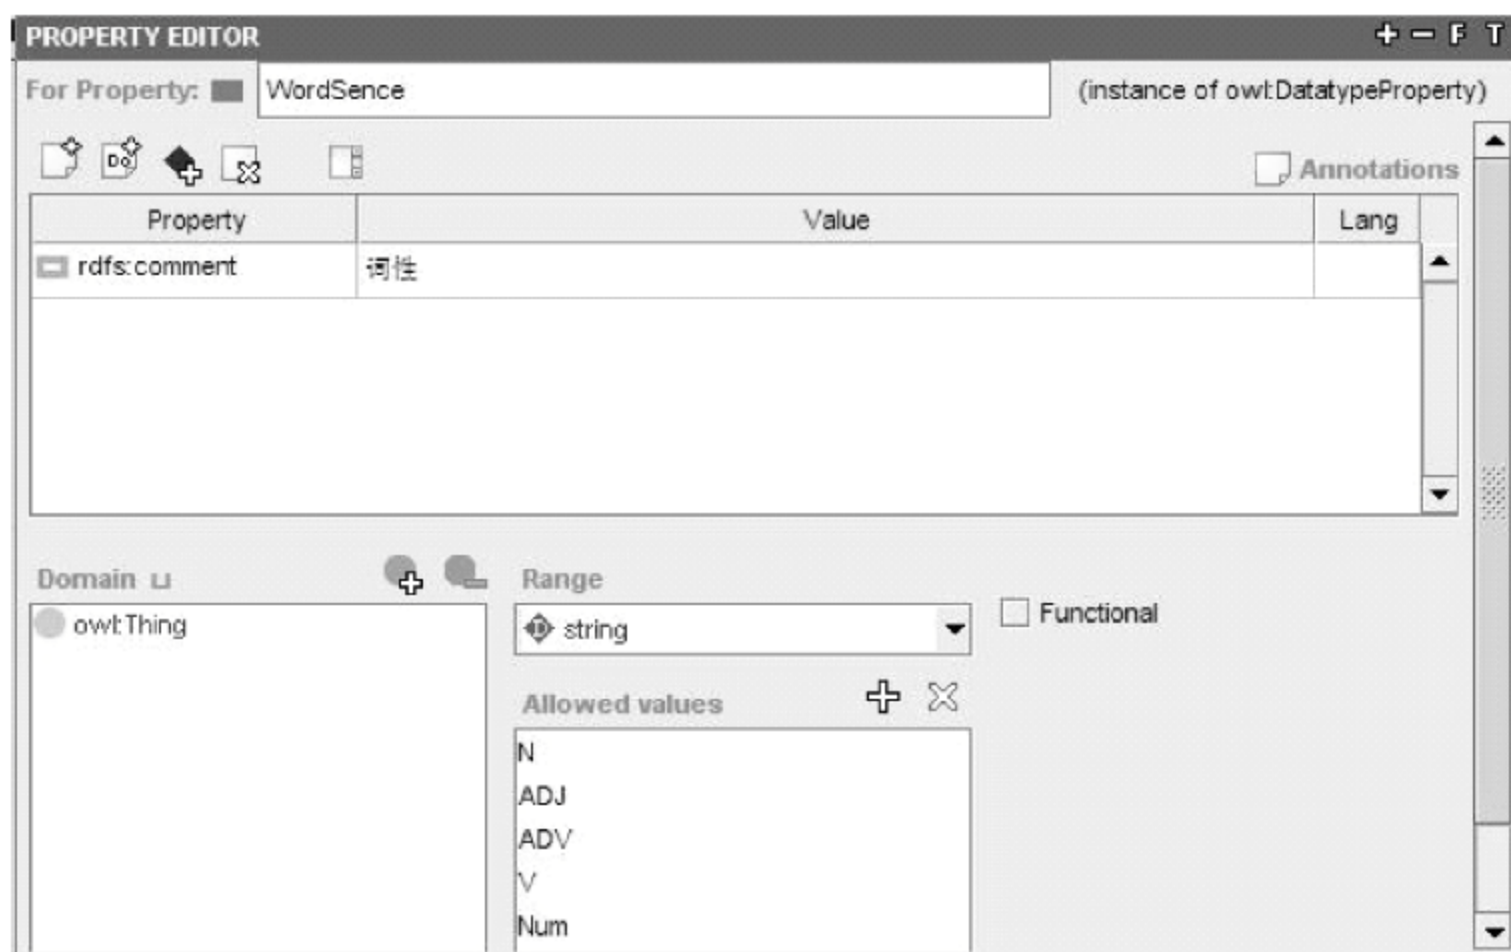 PROPERTY EDITOR + − F T
For Property: WordSence (instance of owl:DatatypeProperty)
Annotations
Property Value Lang
rdfs:comment 词性
Domain ⊔ Range
owl:Thing string Functional
Allowed values
N
ADJ
ADV
V
Num